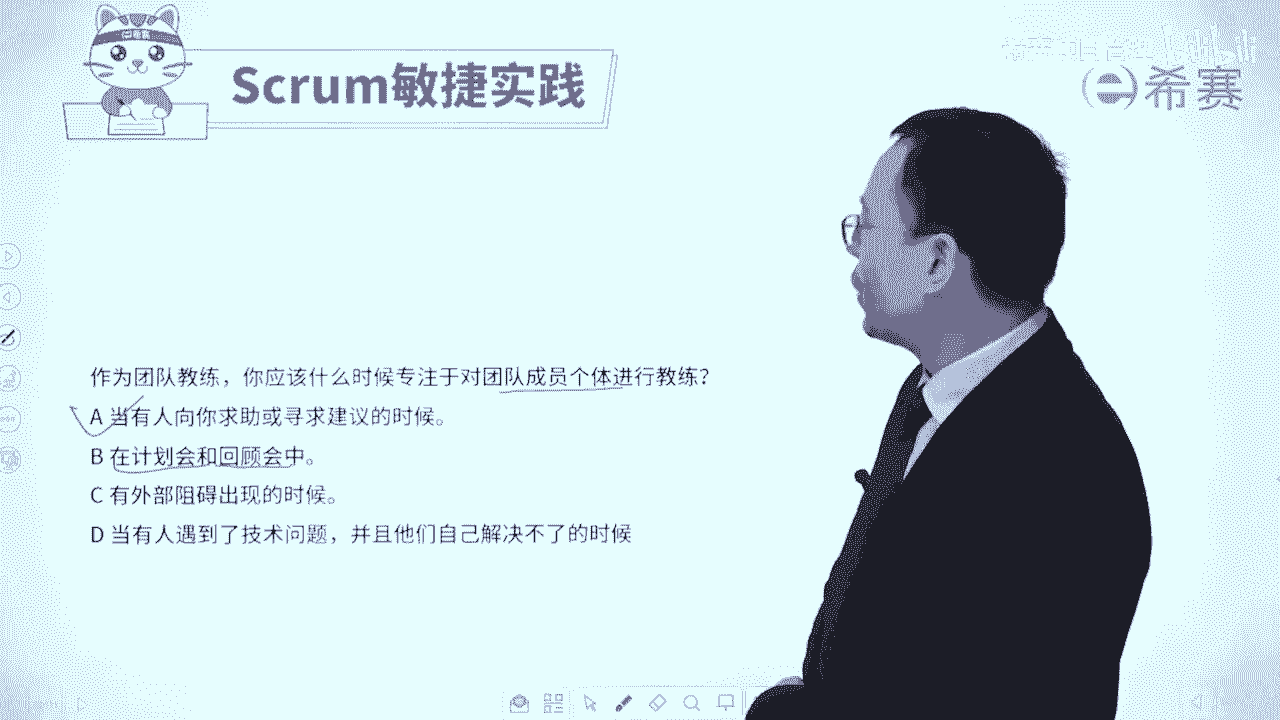 Scrum敏捷实践
希赛
作为团队教练，你应该什么时候专注于对团队成员个体进行教练？
A 当有人向你求助或寻求建议的时候。
B 在计划会和回顾会中。
C 有外部阻碍出现的时候。
D 当有人遇到了技术问题，并且他们自己解决不了的时候